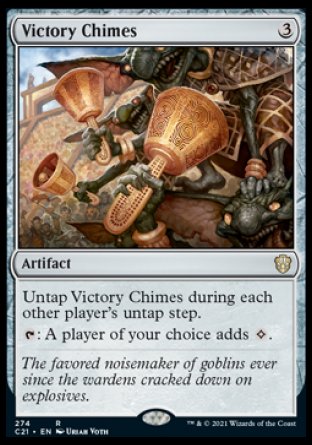 Victory Chimes 3
Artifact
Untap Victory Chimes during each
other player's untap step.
: A player of your choice adds .
The favored noisemaker of goblins ever
since the wardens cracked down on
explosives.
274 R
C21 • EN Uriah Voth
™ & © 2021 Wizards of the Coast